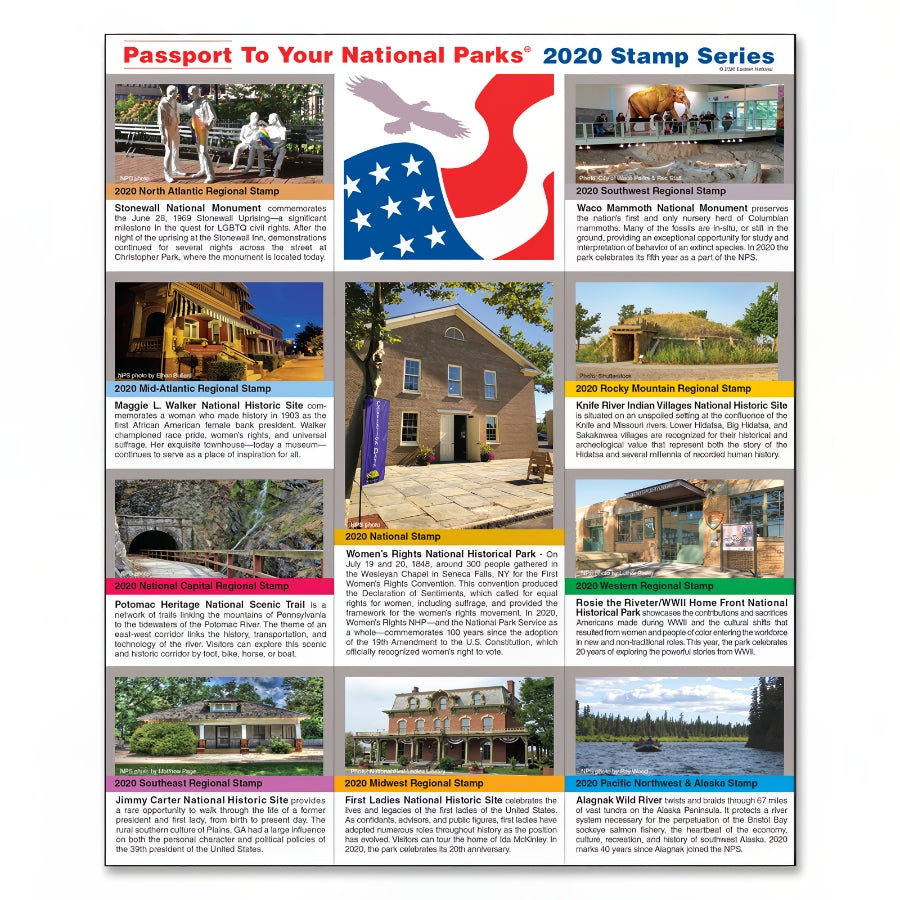 Passport To Your National Parks® 2020 Stamp Series
© 2020 Eastern National
NPS photo
2020 North Atlantic Regional Stamp
Stonewall National Monument commemorates
the June 28, 1969 Stonewall Uprising—a significant
milestone in the quest for LGBTQ civil rights. After the
night of the uprising at the Stonewall Inn, demonstrations
continued for several nights across the street at
Christopher Park, where the monument is located today.
Photo: City of Waco Parks & Rec Staff
2020 Southwest Regional Stamp
Waco Mammoth National Monument preserves
the nation's first and only nursery herd of Columbian
mammoths. Many of the fossils are in-situ, or still in the
ground, providing an exceptional opportunity for study and
interpretation of behavior of an extinct species. In 2020 the
park celebrates its fifth year as a part of the NPS.
NPS photo by Ethan Bullard
2020 Mid-Atlantic Regional Stamp
Maggie L. Walker National Historic Site com-
memorates a woman who made history in 1903 as the
first African American female bank president. Walker
championed race pride, women's rights, and universal
suffrage. Her exquisite townhouse—today a museum—
continues to serve as a place of inspiration for all.
CONVENTION DAYS
NPS photo
2020 National Stamp
Women's Rights National Historical Park - On
July 19 and 20, 1848, around 300 people gathered in
the Wesleyan Chapel in Seneca Falls, NY for the First
Women's Rights Convention. This convention produced
the Declaration of Sentiments, which called for equal
rights for women, including suffrage, and provided the
framework for the women's rights movement. In 2020,
Women's Rights NHP—and the National Park Service as
a whole—commemorates 100 years since the adoption
of the 19th Amendment to the U.S. Constitution, which
officially recognized women's right to vote.
Photo: Shutterstock
2020 Rocky Mountain Regional Stamp
Knife River Indian Villages National Historic Site
is situated on an unspoiled setting at the confluence of the
Knife and Missouri rivers. Lower Hidatsa, Big Hidatsa, and
Sakakawea villages are recognized for their historical and
archeological value that represent both the story of the
Hidatsa and several millennia of recorded human history.
NPS photo
2020 National Capital Regional Stamp
Potomac Heritage National Scenic Trail is a
network of trails linking the mountains of Pennsylvania
to the tidewaters of the Potomac River. The theme of an
east-west corridor links the history, transportation, and
technology of the river. Visitors can explore this scenic
and historic corridor by foot, bike, horse, or boat.
NPS photo by Luther Bailey
2020 Western Regional Stamp
Rosie the Riveter/WWII Home Front National
Historical Park showcases the contributions and sacrifices
Americans made during WWII and the cultural shifts that
resulted from women and people of color entering the workforce
in new and non-traditional roles. This year, the park celebrates
20 years of exploring the powerful stories from WWII.
NPS photo by Matthew Page
2020 Southeast Regional Stamp
Jimmy Carter National Historic Site provides
a rare opportunity to walk through the life of a former
president and first lady, from birth to present day. The
rural southern culture of Plains, GA had a large influence
on both the personal character and political policies of
the 39th president of the United States.
Photo: National First Ladies Library
2020 Midwest Regional Stamp
First Ladies National Historic Site celebrates the
lives and legacies of the first ladies of the United States.
As confidants, advisors, and public figures, first ladies have
adopted numerous roles throughout history as the position
has evolved. Visitors can tour the home of Ida McKinley. In
2020, the park celebrates its 20th anniversary.
NPS photo by
2020 Pacific Northwest & Alaska Stamp
Alagnak Wild River twists and braids through 67 miles
of vast tundra on the Alaska Peninsula. It protects a river
system necessary for the perpetuation of the Bristol Bay
sockeye salmon fishery, the heartbeat of the economy,
culture, recreation, and history of southwest Alaska. 2020
marks 40 years since Alagnak joined the NPS.